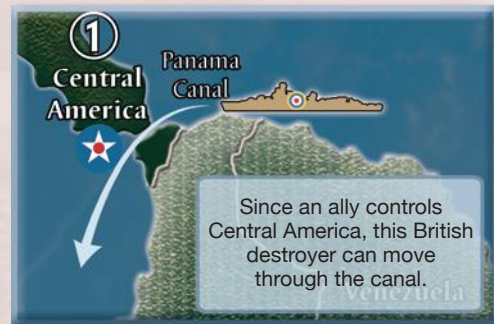 ①
Central
America
Panama
Canal
Since an ally controls
Central America, this British
destroyer can move
through the canal.
Venezuela